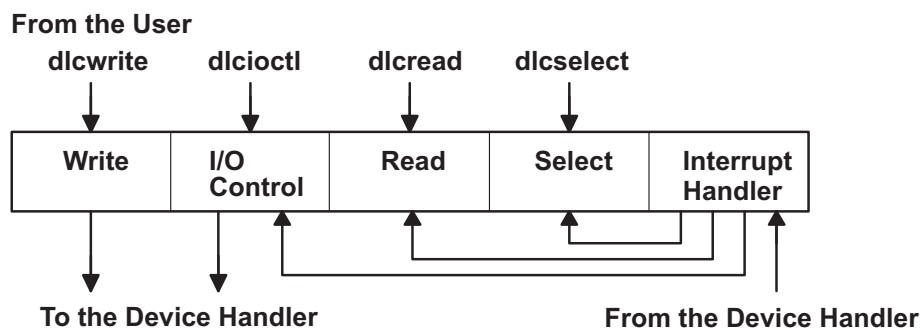 From the User
dlcwrite dlcioctl dlcread dlcselect
Write I/O Read Select Interrupt
Control Handler
To the Device Handler From the Device Handler